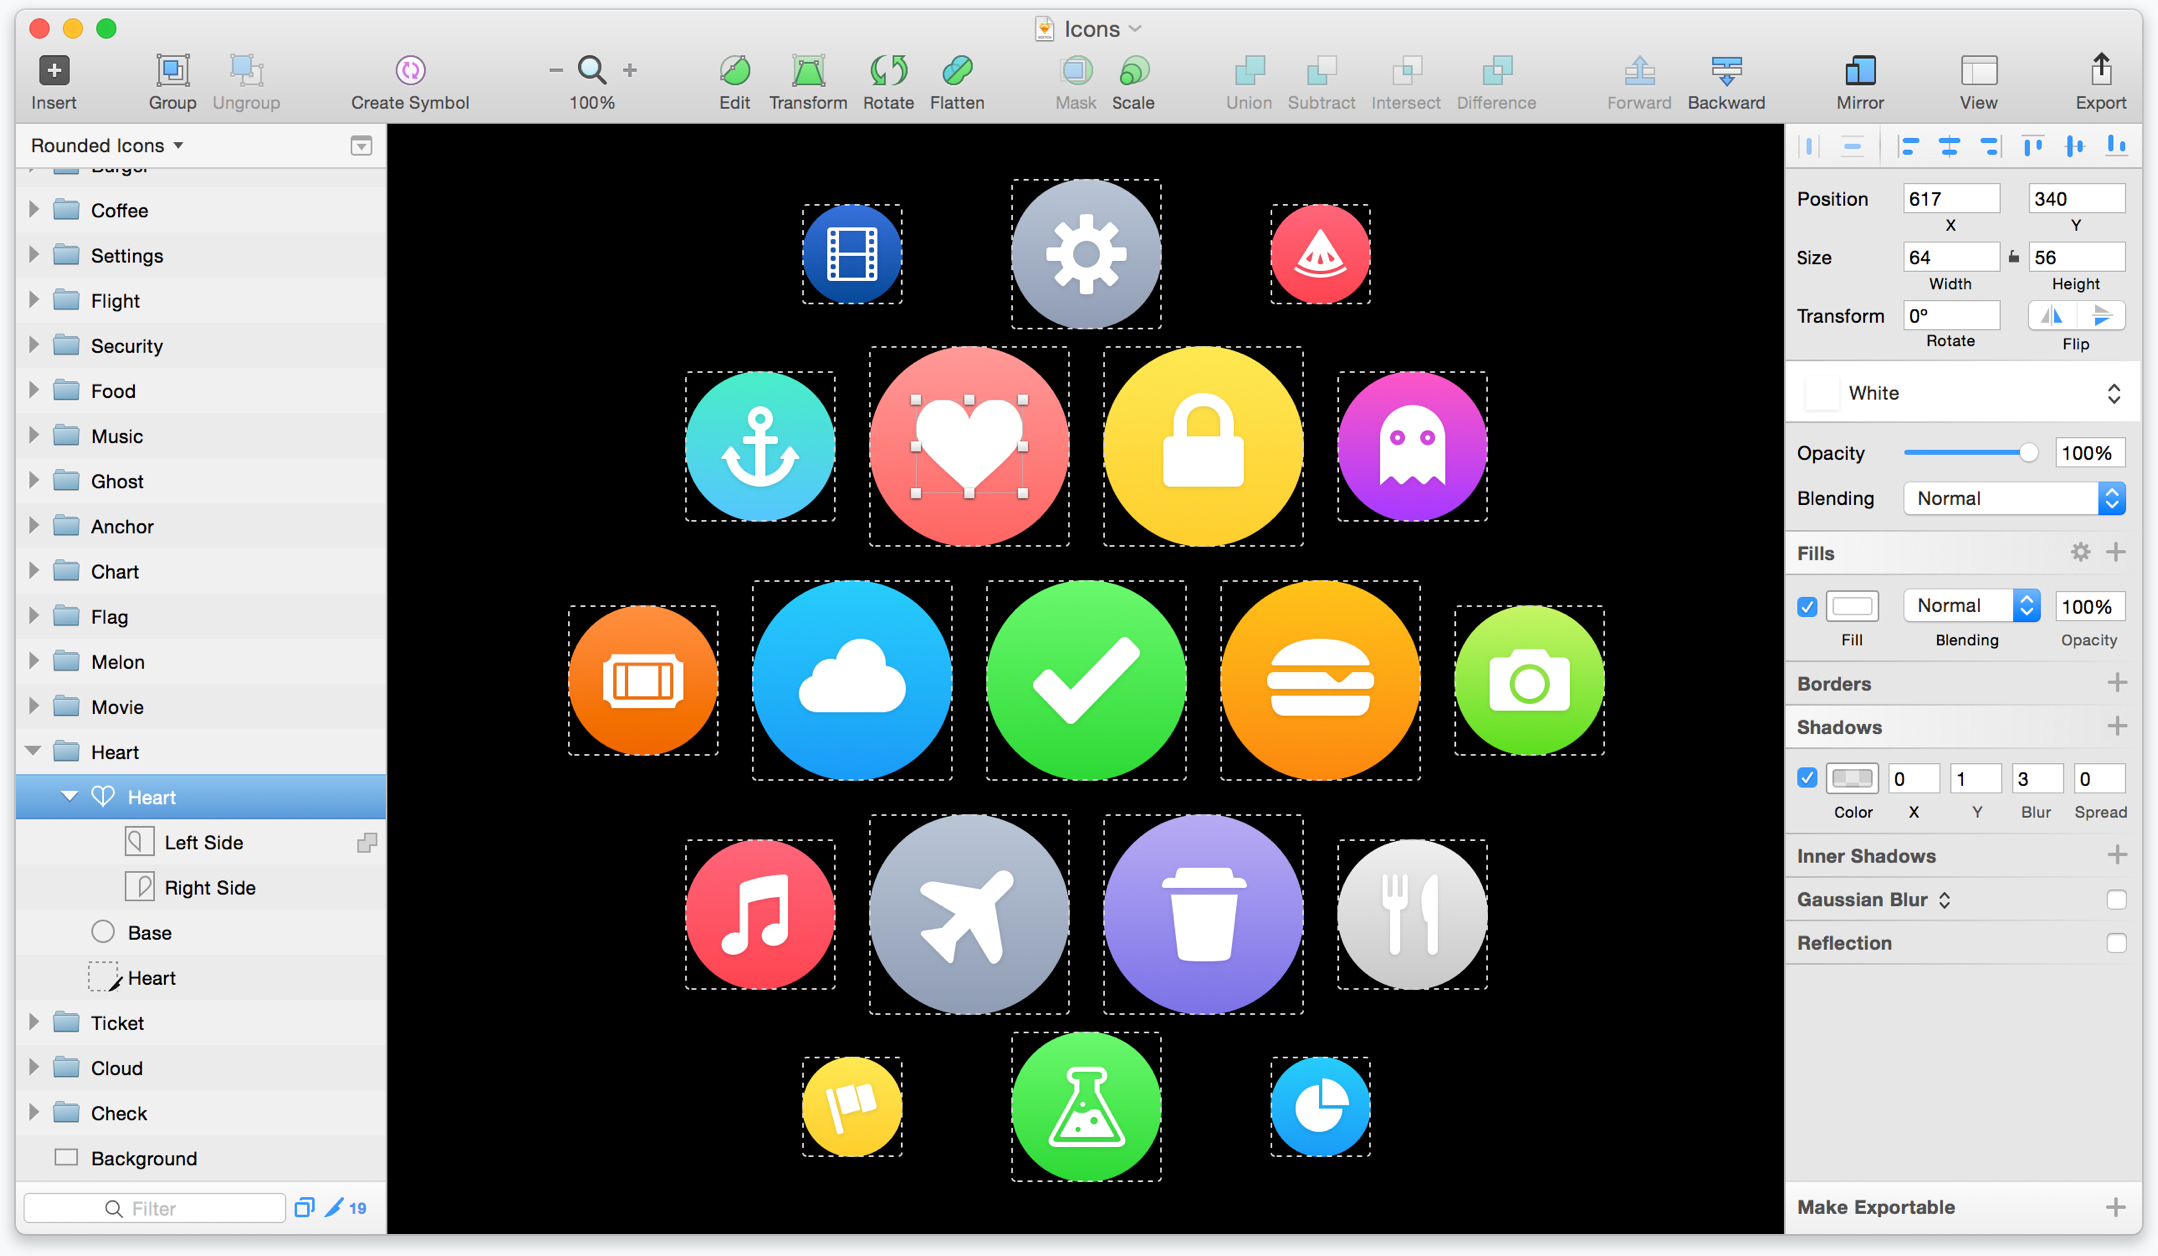 Icons
Insert
Group
Ungroup
Create Symbol
100%
Edit
Transform
Rotate
Flatten
Mask
Scale
Union
Subtract
Intersect
Difference
Forward
Backward
Mirror
View
Export
Rounded Icons
Burger
Coffee
Settings
Flight
Security
Food
Music
Ghost
Anchor
Chart
Flag
Melon
Movie
Heart
Heart
Left Side
Right Side
Base
Heart
Ticket
Cloud
Check
Background
Filter
19
Position 617 340
X Y
Size 64 56
Width Height
Transform 0º
Rotate Flip
White
Opacity 100%
Blending Normal
Fills
Normal 100%
Fill Blending Opacity
Borders
Shadows
0 1 3 0
Color X Y Blur Spread
Inner Shadows
Gaussian Blur
Reflection
Make Exportable